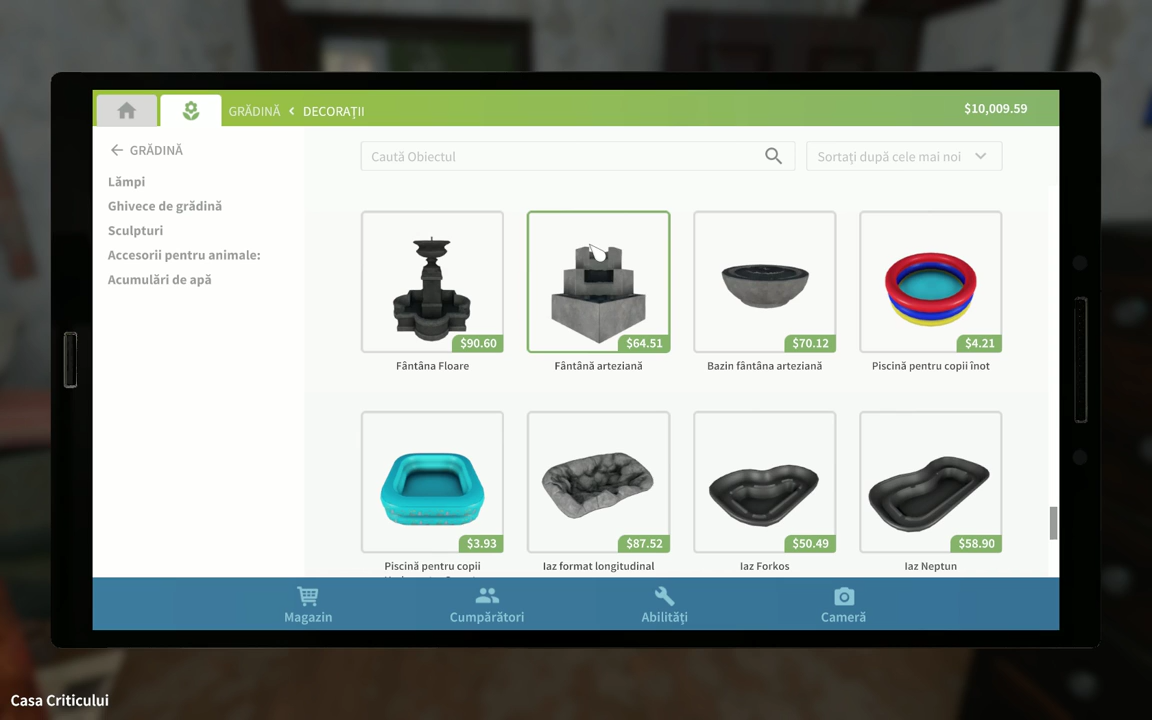 GRĂDINĂ < DECORAȚII
$10,009.59
GRĂDINĂ
Caută Obiectul
Sortați după cele mai noi
Lămpi
Ghivece de grădină
Sculpturi
Accesorii pentru animale:
Acumulări de apă
$90.60
$64.51
$70.12
$4.21
Fântâna Floare
Fântână arteziană
Bazin fântâna arteziană
Piscină pentru copii înot
$3.93
$87.52
$50.49
$58.90
Piscină pentru copii
Iaz format longitudinal
Iaz Forkos
Iaz Neptun
Magazin
Cumpărători
Abilități
Cameră
Casa Criticului